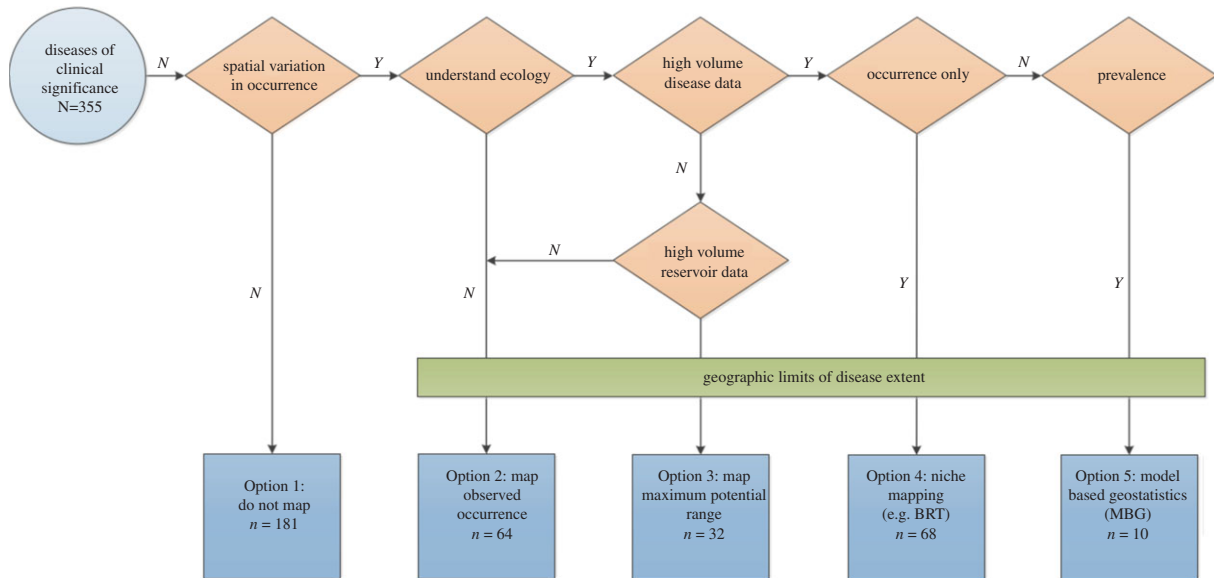 diseases of
clinical
significance
N=355
N
spatial variation
in occurrence
Y
understand ecology
Y
high volume
disease data
Y
occurrence only
N
prevalence
N
N
high volume
reservoir data
N
N
Y
Y
geographic limits of disease extent
Option 1:
do not map
n = 181
Option 2: map
observed
occurrence
n = 64
Option 3: map
maximum potential
range
n = 32
Option 4: niche
mapping
(e.g. BRT)
n = 68
Option 5: model
based geostatistics
(MBG)
n = 10